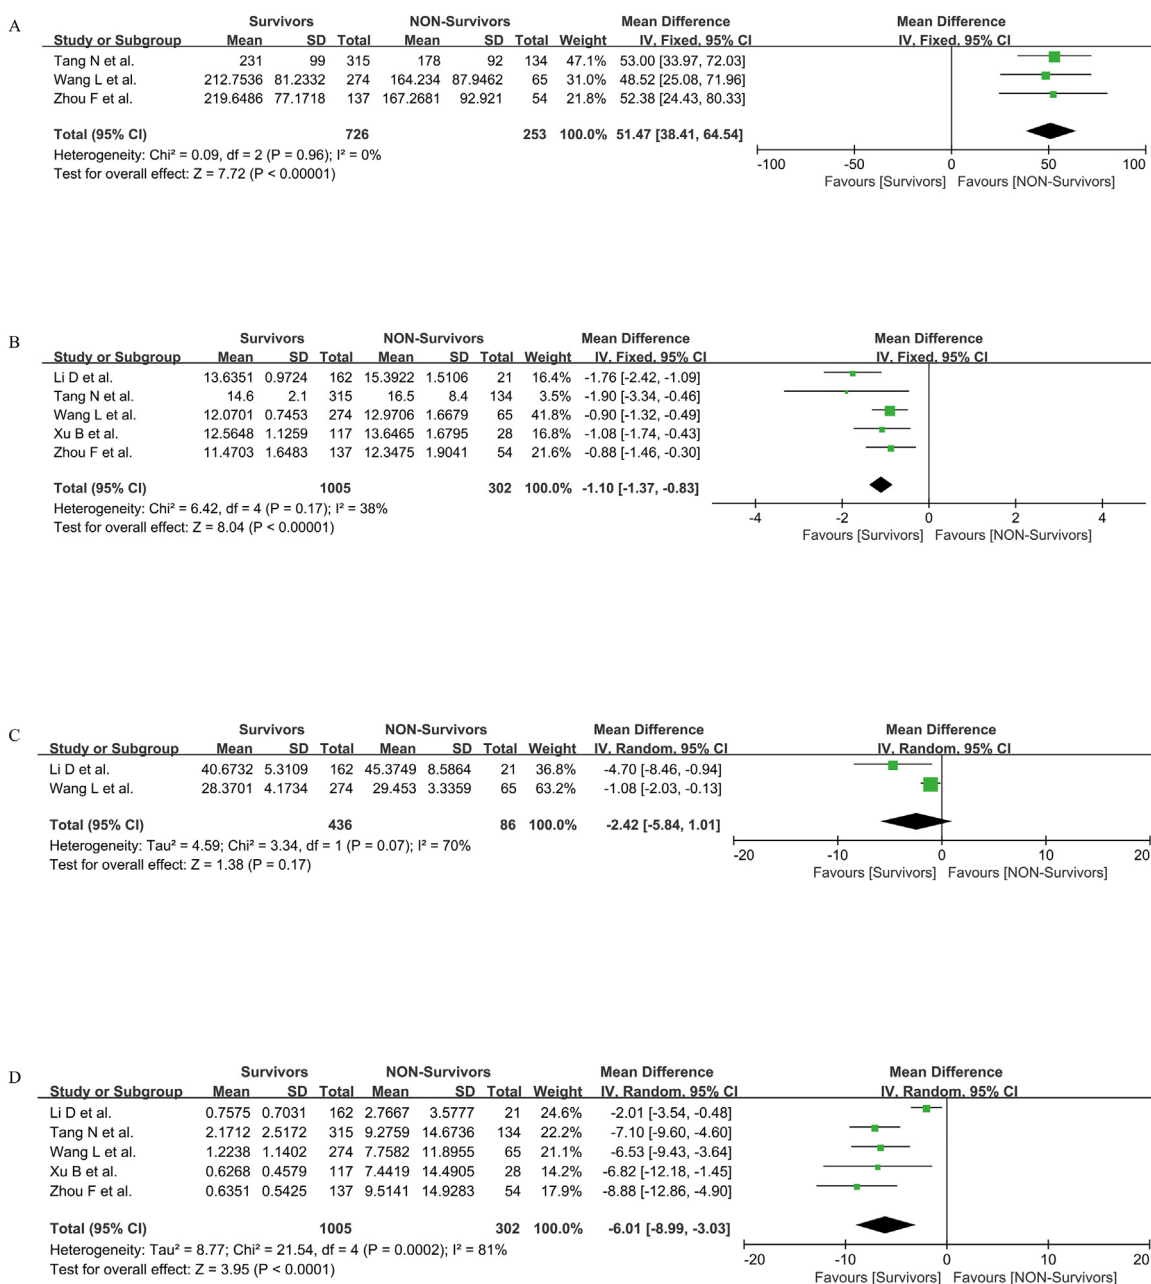 A
Survivors NON-Survivors Mean Difference Mean Difference
Study or Subgroup Mean SD Total Mean SD Total Weight IV, Fixed, 95% CI IV, Fixed, 95% CI
Tang N et al. 231 99 315 178 92 134 47.1% 53.00 [33.97, 72.03]
Wang L et al. 212.7536 81.2332 274 164.234 87.9462 65 31.0% 48.52 [25.08, 71.96]
Zhou F et al. 219.6486 77.1718 137 167.2681 92.921 54 21.8% 52.38 [24.43, 80.33]
Total (95% CI) 726 253 100.0% 51.47 [38.41, 64.54]
Heterogeneity: Chi² = 0.09, df = 2 (P = 0.96); I² = 0%
Test for overall effect: Z = 7.72 (P < 0.00001)
-100 -50 0 50 100
Favours [Survivors] Favours [NON-Survivors]
B
Survivors NON-Survivors Mean Difference Mean Difference
Study or Subgroup Mean SD Total Mean SD Total Weight IV, Fixed, 95% CI IV, Fixed, 95% CI
Li D et al. 13.6351 0.9724 162 15.3922 1.5106 21 16.4% -1.76 [-2.42, -1.09]
Tang N et al. 14.6 2.1 315 16.5 8.4 134 3.5% -1.90 [-3.34, -0.46]
Wang L et al. 12.0701 0.7453 274 12.9706 1.6679 65 41.8% -0.90 [-1.32, -0.49]
Xu B et al. 12.5648 1.1259 117 13.6465 1.6795 28 16.8% -1.08 [-1.74, -0.43]
Zhou F et al. 11.4703 1.6483 137 12.3475 1.9041 54 21.6% -0.88 [-1.46, -0.30]
Total (95% CI) 1005 302 100.0% -1.10 [-1.37, -0.83]
Heterogeneity: Chi² = 6.42, df = 4 (P = 0.17); I² = 38%
Test for overall effect: Z = 8.04 (P < 0.00001)
-4 -2 0 2 4
Favours [Survivors] Favours [NON-Survivors]
C
Survivors NON-Survivors Mean Difference Mean Difference
Study or Subgroup Mean SD Total Mean SD Total Weight IV, Random, 95% CI IV, Random, 95% CI
Li D et al. 40.6732 5.3109 162 45.3749 8.5864 21 36.8% -4.70 [-8.46, -0.94]
Wang L et al. 28.3701 4.1734 274 29.453 3.3359 65 63.2% -1.08 [-2.03, -0.13]
Total (95% CI) 436 86 100.0% -2.42 [-5.84, 1.01]
Heterogeneity: Tau² = 4.59; Chi² = 3.34, df = 1 (P = 0.07); I² = 70%
Test for overall effect: Z = 1.38 (P = 0.17)
-20 -10 0 10 20
Favours [Survivors] Favours [NON-Survivors]
D
Survivors NON-Survivors Mean Difference Mean Difference
Study or Subgroup Mean SD Total Mean SD Total Weight IV, Random, 95% CI IV, Random, 95% CI
Li D et al. 0.7575 0.7031 162 2.7667 3.5777 21 24.6% -2.01 [-3.54, -0.48]
Tang N et al. 2.1712 2.5172 315 9.2759 14.6736 134 22.2% -7.10 [-9.60, -4.60]
Wang L et al. 1.2238 1.1402 274 7.7582 11.8955 65 21.1% -6.53 [-9.43, -3.64]
Xu B et al. 0.6268 0.4579 117 7.4419 14.4905 28 14.2% -6.82 [-12.18, -1.45]
Zhou F et al. 0.6351 0.5425 137 9.5141 14.9283 54 17.9% -8.88 [-12.86, -4.90]
Total (95% CI) 1005 302 100.0% -6.01 [-8.99, -3.03]
Heterogeneity: Tau² = 8.77; Chi² = 21.54, df = 4 (P = 0.0002); I² = 81%
Test for overall effect: Z = 3.95 (P < 0.0001)
-20 -10 0 10 20
Favours [Survivors] Favours [NON-Survivors]